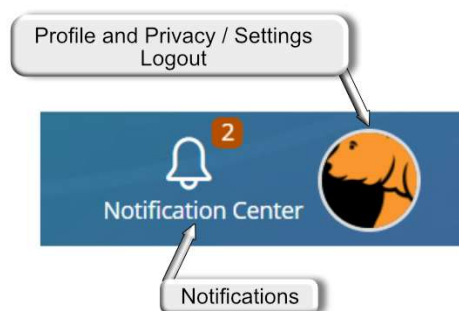 Profile and Privacy / Settings
Logout
2
Notification Center
Notifications